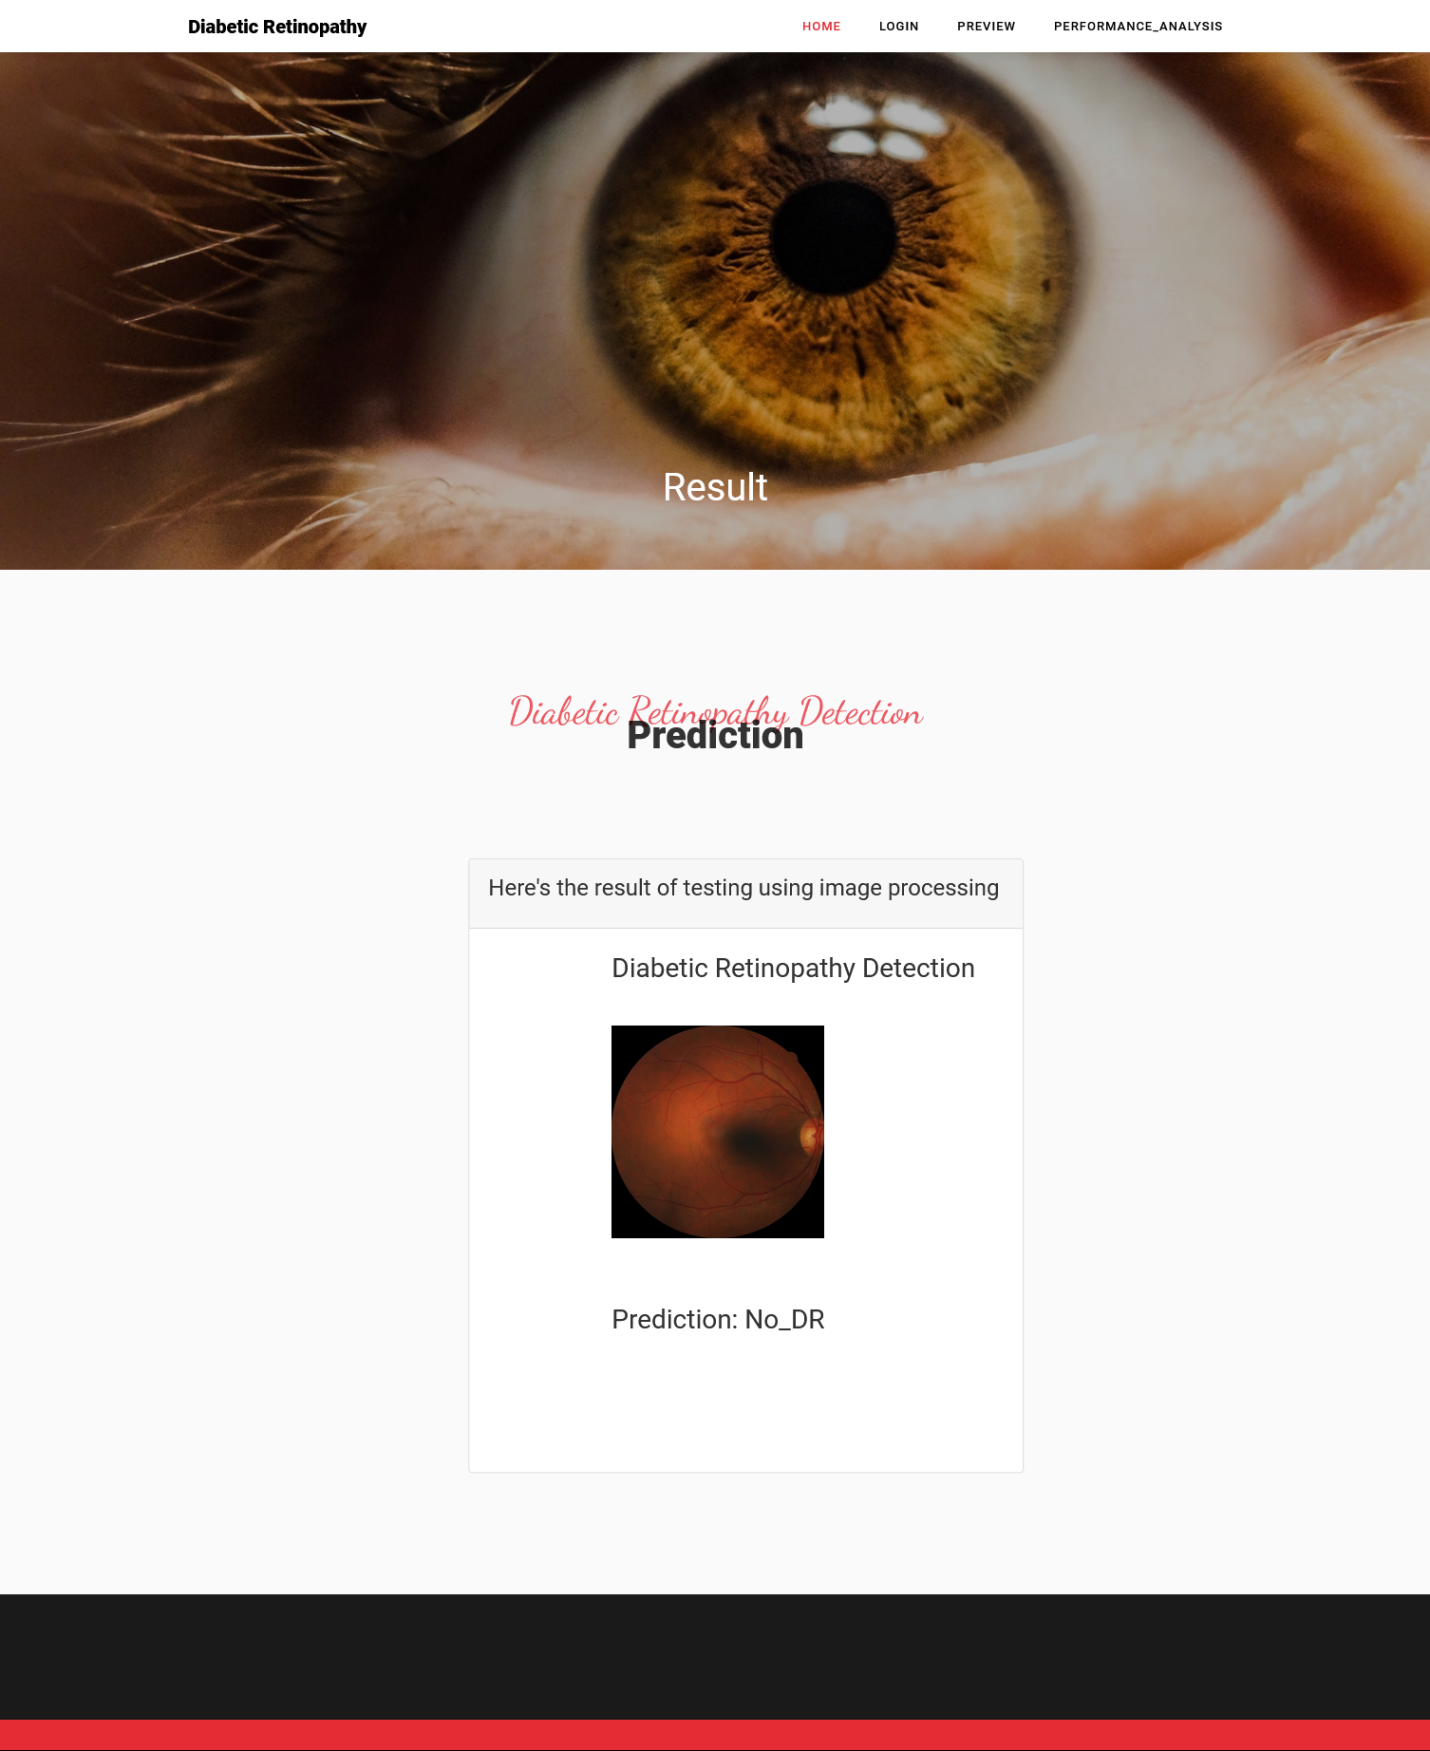 Diabetic Retinopathy
HOME LOGIN PREVIEW PERFORMANCE_ANALYSIS
Result
Diabetic Retinopathy Detection
Prediction
Here's the result of testing using image processing
Diabetic Retinopathy Detection
Prediction: No_DR